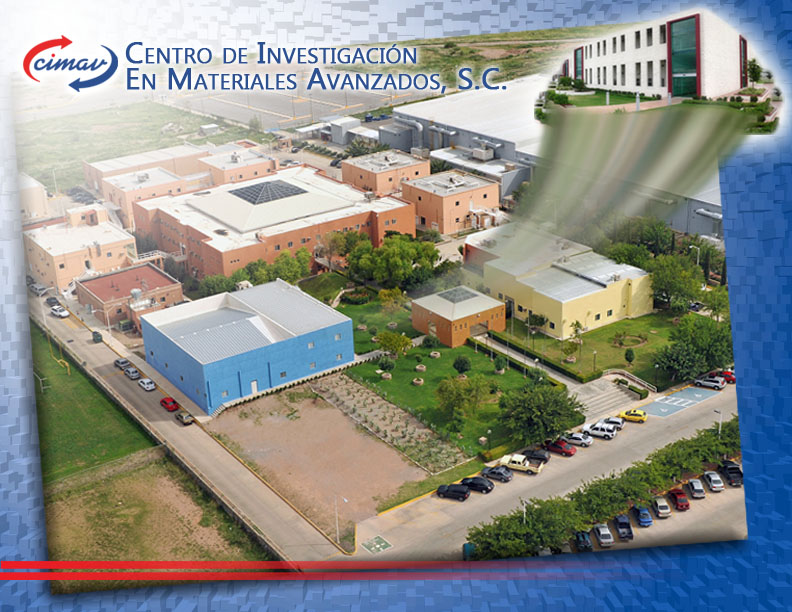 cimav
CENTRO DE INVESTIGACIÓN
EN MATERIALES AVANZADOS, S.C.